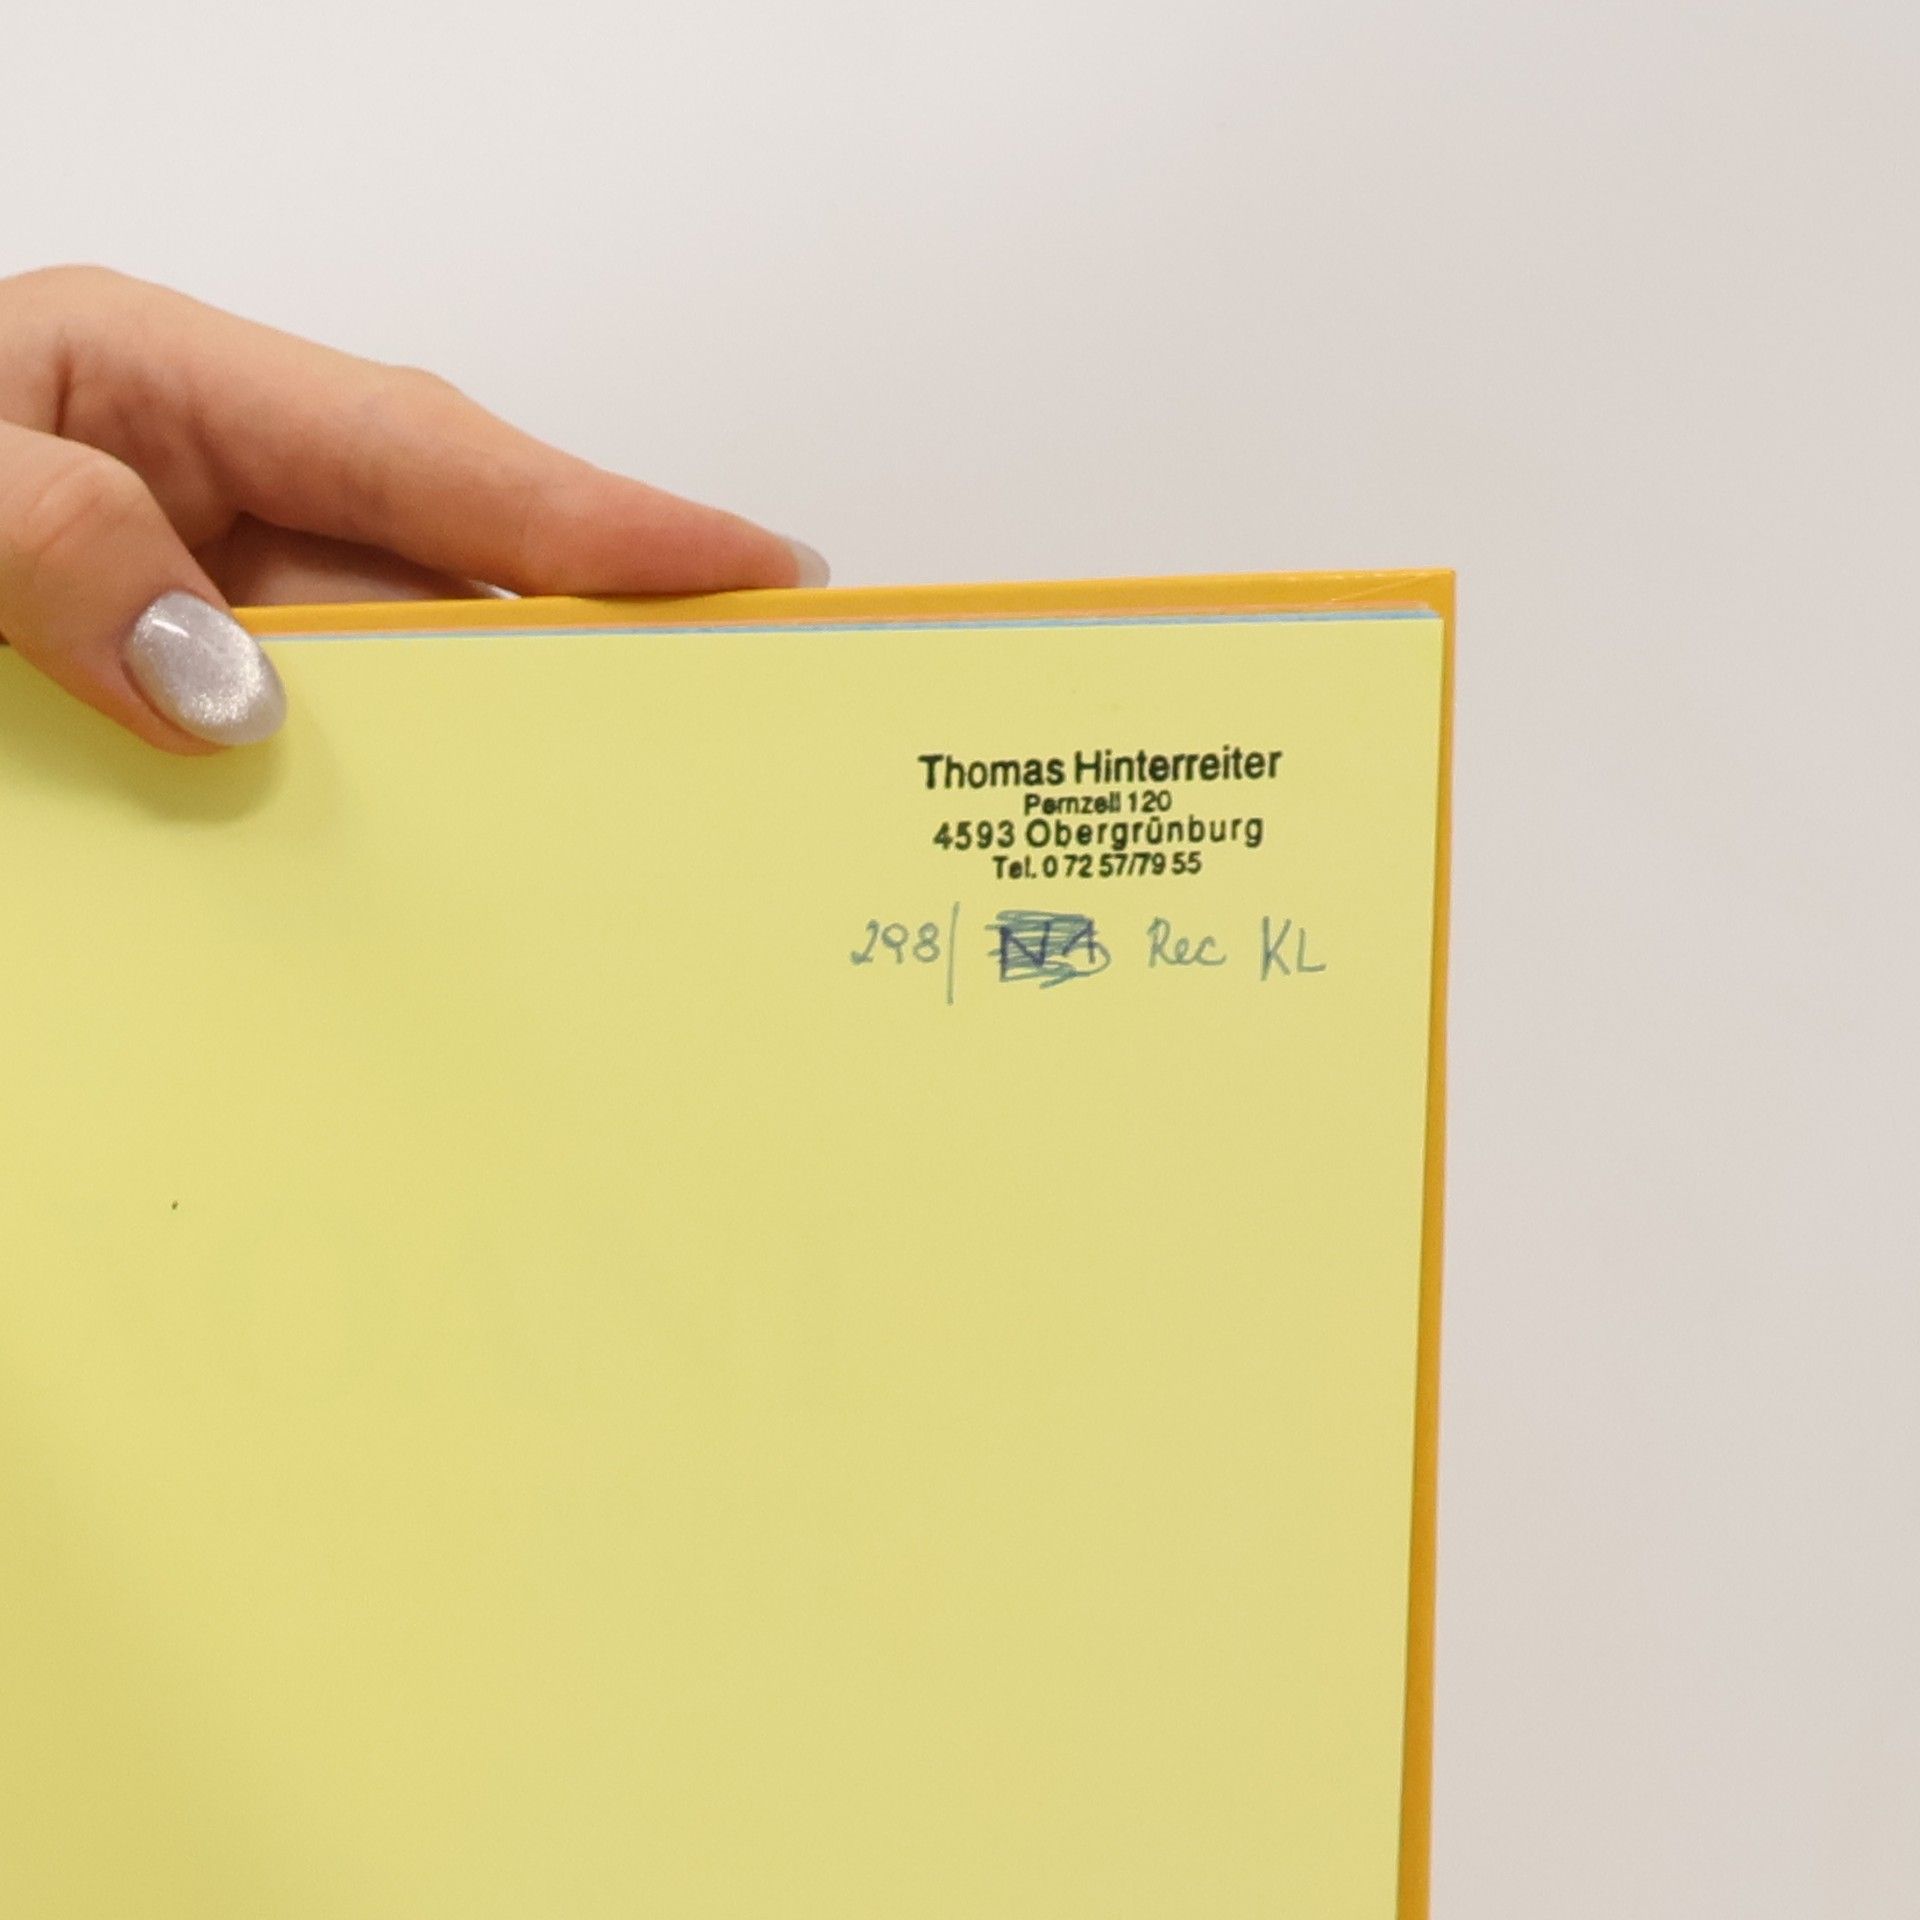 Thomas Hinterreiter
Pernzell 120
4593 Obergrünburg
Tel. 0 72 57/79 55
298/ Rec KL